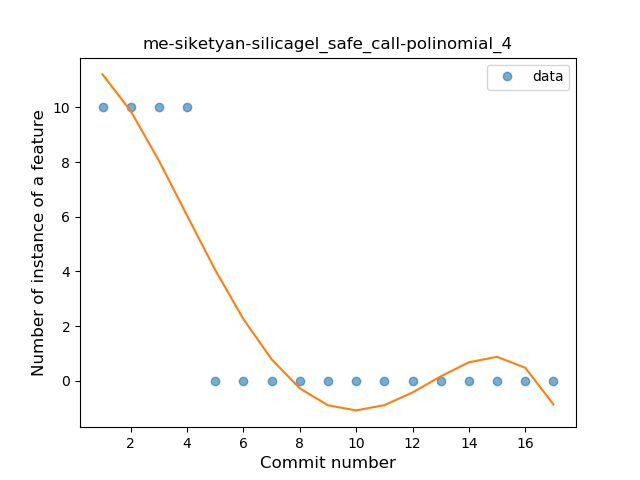 me-siketyan-silicagel_safe_call-polinomial_4
data
10
8
6
4
2
0
Number of instance of a feature
2 4 6 8 10 12 14 16
Commit number